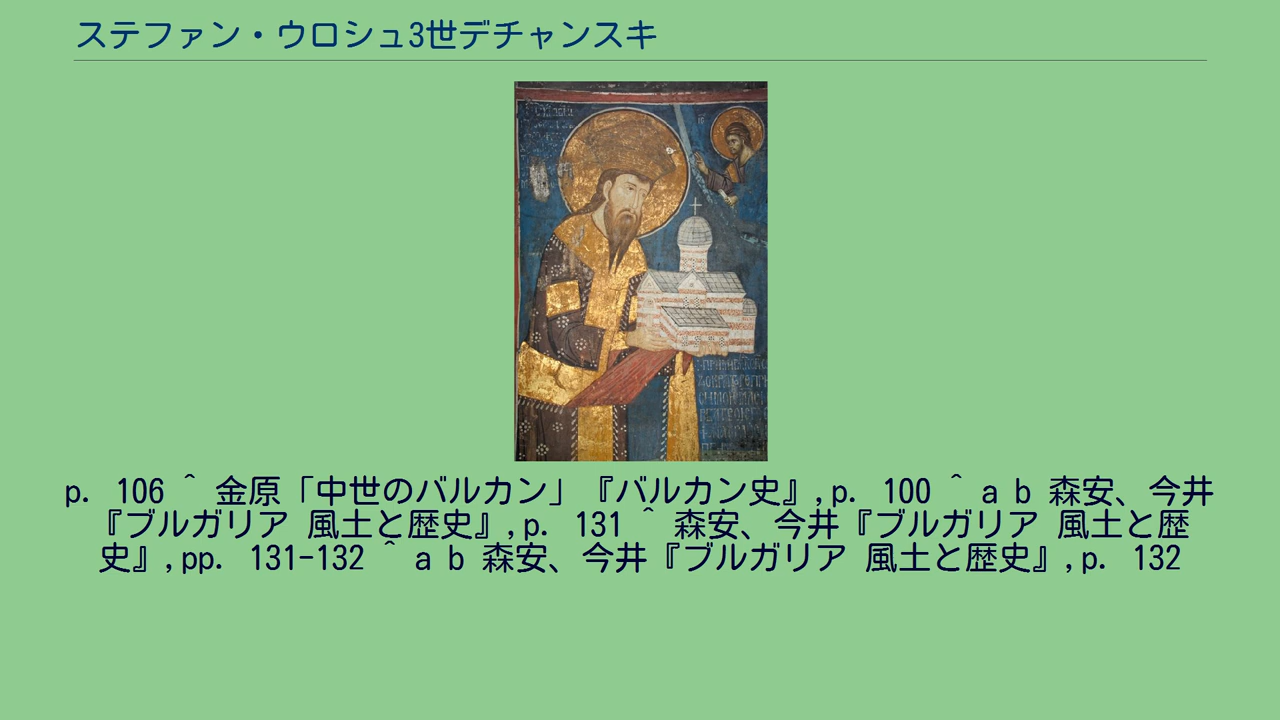 ステファン・ウロシュ3世デチャンスキ
p. 106 ^ 金原「中世のバルカン」『バルカン史』,p. 100 ^ a b 森安、今井
『ブルガリア 風土と歴史』,p. 131 ^ 森安、今井『ブルガリア 風土と歴
史』,pp. 131-132 ^ a b 森安、今井『ブルガリア 風土と歴史』,p. 132